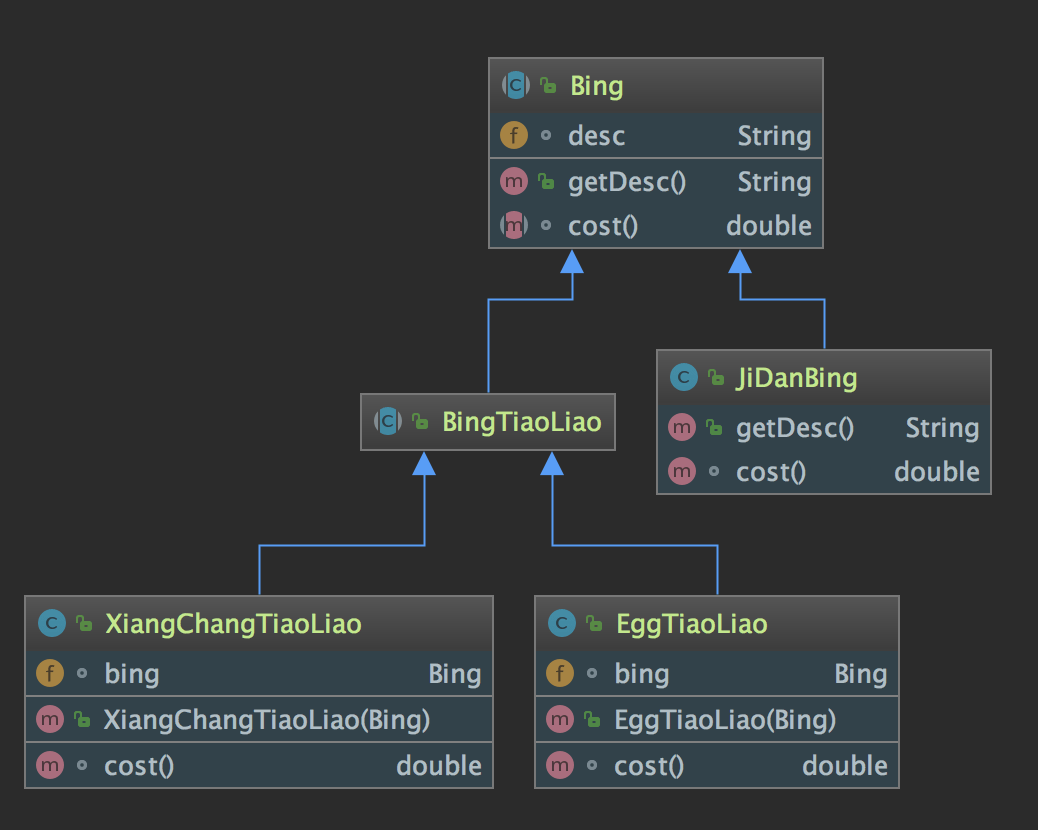 Bing
desc String
getDesc() String
cost() double
JiDanBing
getDesc() String
cost() double
BingTiaoLiao
XiangChangTiaoLiao
bing Bing
XiangChangTiaoLiao(Bing)
cost() double
EggTiaoLiao
bing Bing
EggTiaoLiao(Bing)
cost() double